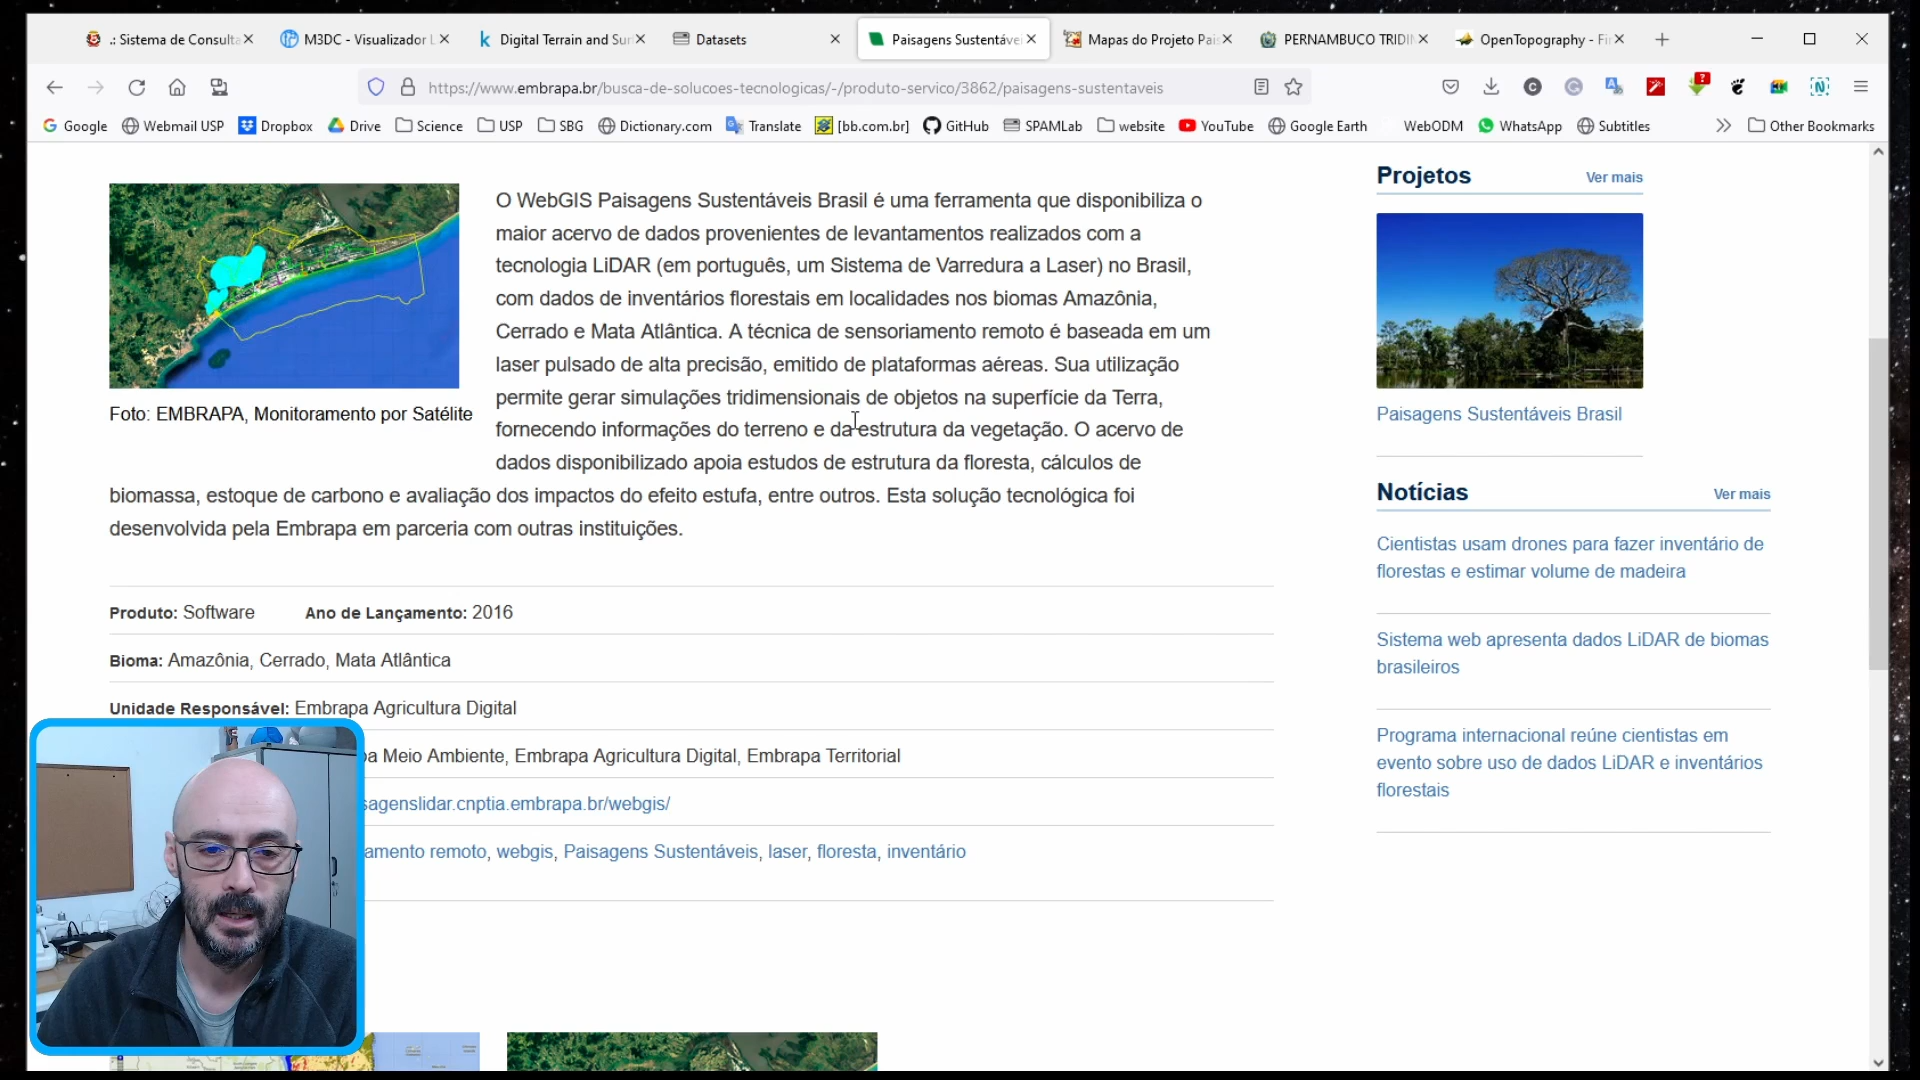 .: Sistema de Consulta
M3DC - Visualizador L
Digital Terrain and Sur
Datasets
Paisagens Sustentáve
Mapas do Projeto Pai
PERNAMBUCO TRIDI
OpenTopography - Fi
https://www.embrapa.br/busca-de-solucoes-tecnologicas/-/produto-servico/3862/paisagens-sustentaveis
Google
Webmail USP
Dropbox
Drive
Science
USP
SBG
Dictionary.com
Translate
[bb.com.br]
GitHub
SPAMLab
website
YouTube
Google Earth
WebODM
WhatsApp
Subtitles
Other Bookmarks
O WebGIS Paisagens Sustentáveis Brasil é uma ferramenta que disponibiliza o
maior acervo de dados provenientes de levantamentos realizados com a
tecnologia LiDAR (em português, um Sistema de Varredura a Laser) no Brasil,
com dados de inventários florestais em localidades nos biomas Amazônia,
Cerrado e Mata Atlântica. A técnica de sensoriamento remoto é baseada em um
laser pulsado de alta precisão, emitido de plataformas aéreas. Sua utilização
permite gerar simulações tridimensionais de objetos na superfície da Terra,
fornecendo informações do terreno e da estrutura da vegetação. O acervo de
dados disponibilizado apoia estudos de estrutura da floresta, cálculos de
biomassa, estoque de carbono e avaliação dos impactos do efeito estufa, entre outros. Esta solução tecnológica foi
desenvolvida pela Embrapa em parceria com outras instituições.
Foto: EMBRAPA, Monitoramento por Satélite
Produto: Software Ano de Lançamento: 2016
Bioma: Amazônia, Cerrado, Mata Atlântica
Unidade Responsável: Embrapa Agricultura Digital
pa Meio Ambiente, Embrapa Agricultura Digital, Embrapa Territorial
sagenslidar.cnptia.embrapa.br/webgis/
amento remoto, webgis, Paisagens Sustentáveis, laser, floresta, inventário
Projetos
Ver mais
Paisagens Sustentáveis Brasil
Notícias
Ver mais
Cientistas usam drones para fazer inventário de
florestas e estimar volume de madeira
Sistema web apresenta dados LiDAR de biomas
brasileiros
Programa internacional reúne cientistas em
evento sobre uso de dados LiDAR e inventários
florestais